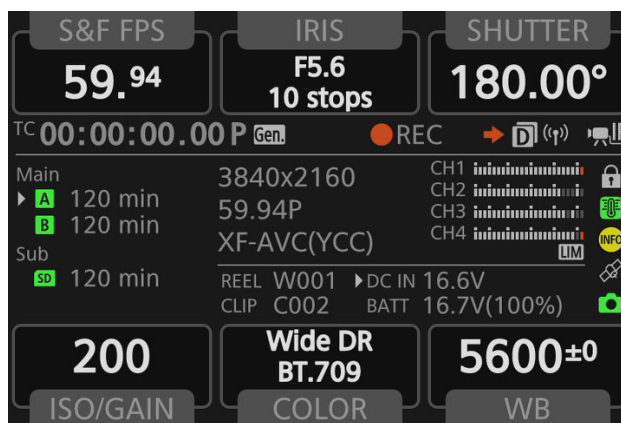 S&F FPS IRIS SHUTTER
59.94 F5.6 180.00°
10 stops
TC 00:00:00.00 P Gen. REC D
Main 3840x2160 CH1
A 120 min 59.94P CH2
B 120 min XF-AVC(YCC) CH3
Sub CH4
LIM INFO
SD 120 min REEL W001 DC IN 16.6V
CLIP C002 BATT 16.7V(100%)
200 Wide DR 5600±0
BT.709
ISO/GAIN COLOR WB